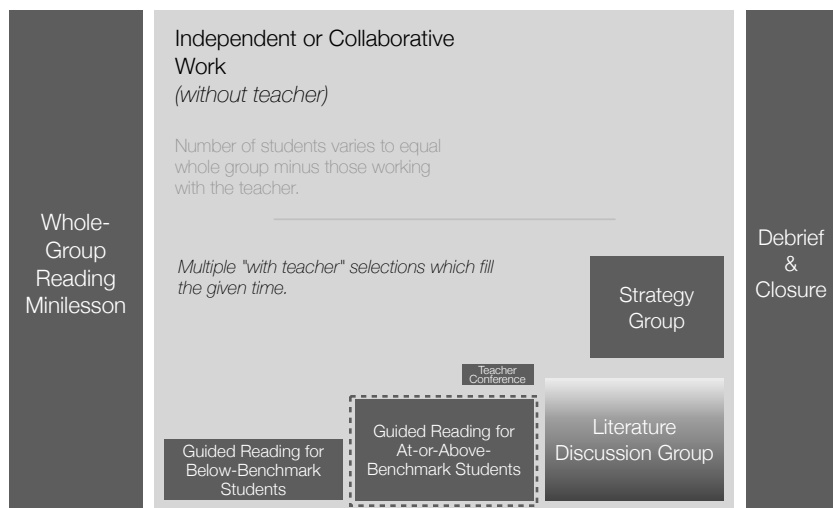 Whole-
Group
Reading
Minilesson
Independent or Collaborative
Work
(without teacher)
Number of students varies to equal
whole group minus those working
with the teacher.
Multiple "with teacher" selections which fill
the given time.
Strategy
Group
Teacher
Conference
Guided Reading for
Below-Benchmark
Students
Guided Reading for
At-or-Above-
Benchmark Students
Literature
Discussion Group
Debrief
&
Closure